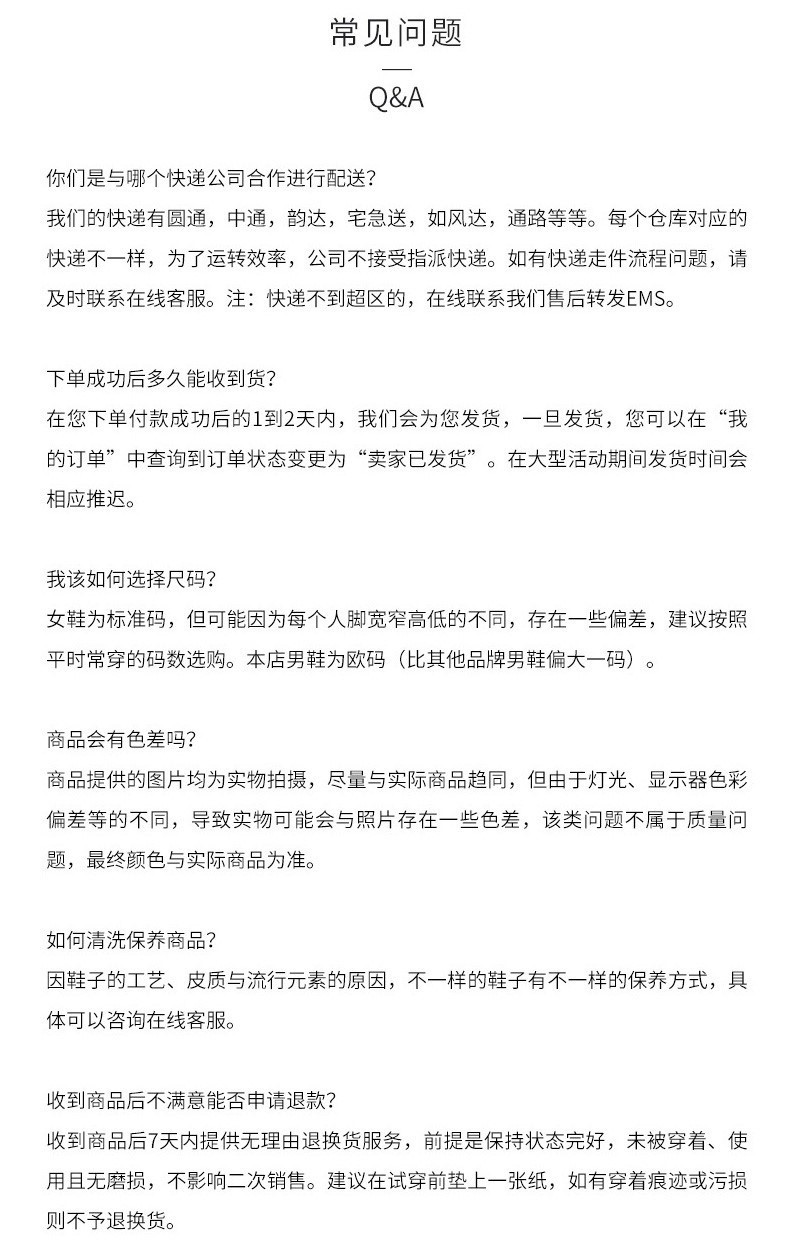 常见问题
Q&A
你们是与哪个快递公司合作进行配送？
我们的快递有圆通，中通，韵达，宅急送，如风达，通路等等。每个仓库对应的
快递不一样，为了运转效率，公司不接受指派快递。如有快递走件流程问题，请
及时联系在线客服。注：快递不到超区的，在线联系我们售后转发EMS。
下单成功后多久能收到货？
在您下单付款成功后的1到2天内，我们会为您发货，一旦发货，您可以在“我
的订单”中查询到订单状态变更为“卖家已发货”。在大型活动期间发货时间会
相应推迟。
我该如何选择尺码？
女鞋为标准码，但可能因为每个人脚宽窄高低的不同，存在一些偏差，建议按照
平时常穿的码数选购。本店男鞋为欧码（比其他品牌男鞋偏大一码）。
商品会有色差吗？
商品提供的图片均为实物拍摄，尽量与实际商品趋同，但由于灯光、显示器色彩
偏差等的不同，导致实物可能会与照片存在一些色差，该类问题不属于质量问
题，最终颜色与实际商品为准。
如何清洗保养商品？
因鞋子的工艺、皮质与流行元素的原因，不一样的鞋子有不一样的保养方式，具
体可以咨询在线客服。
收到商品后不满意能否申请退款？
收到商品后7天内提供无理由退换货服务，前提是保持状态完好，未被穿着、使
用且无磨损，不影响二次销售。建议在试穿前垫上一张纸，如有穿着痕迹或污损
则不予退换货。